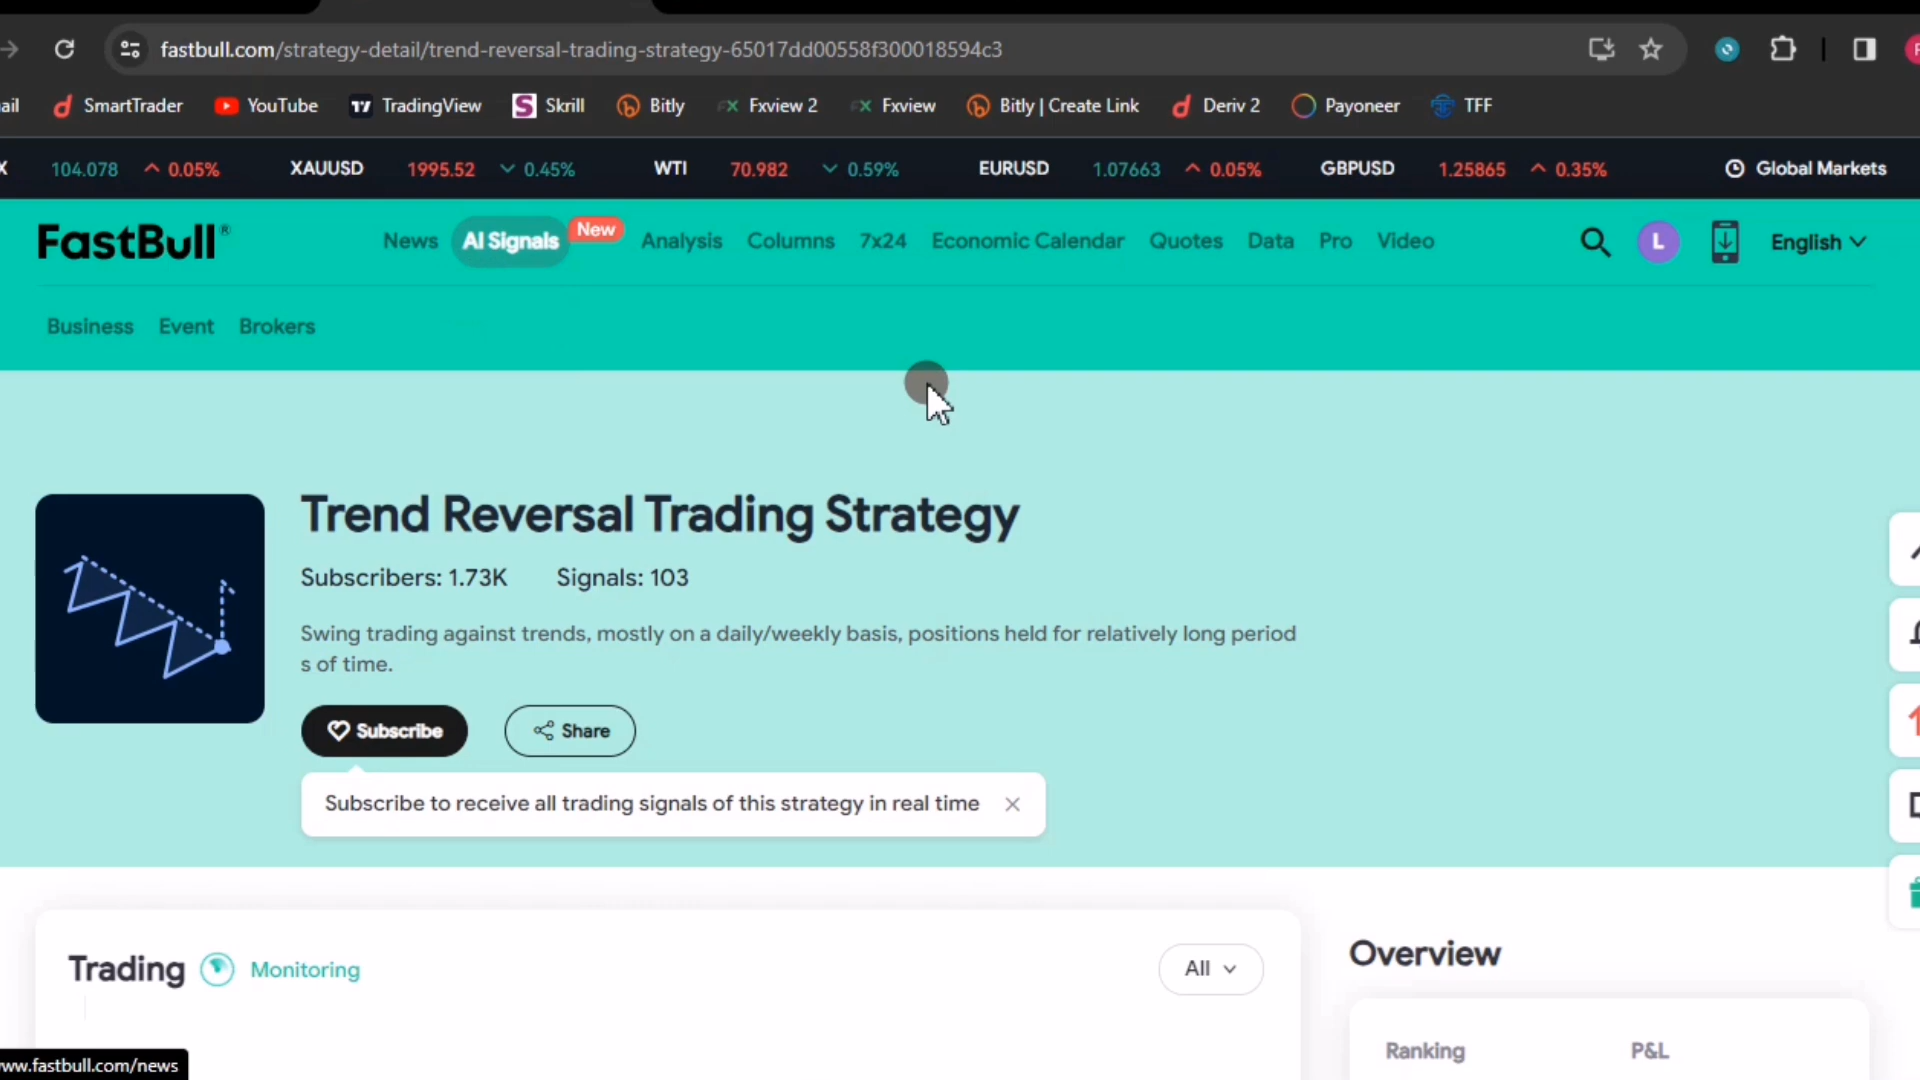 fastbull.com/strategy-detail/trend-reversal-trading-strategy-65017dd00558f300018594c3
ail SmartTrader YouTube TradingView Skrill Bitly Fxview 2 Fxview Bitly | Create Link Deriv 2 Payoneer TFF
X 104.078 0.05% XAUUSD 1995.52 0.45% WTI 70.982 0.59% EURUSD 1.07663 0.05% GBPUSD 1.25865 0.35% Global Markets
FastBull® News AI Signals New Analysis Columns 7x24 Economic Calendar Quotes Data Pro Video L English
Business Event Brokers
Trend Reversal Trading Strategy
Subscribers: 1.73K Signals: 103
Swing trading against trends, mostly on a daily/weekly basis, positions held for relatively long period
s of time.
Subscribe Share
Subscribe to receive all trading signals of this strategy in real time
Trading Monitoring All
Overview
Ranking P&L
www.fastbull.com/news